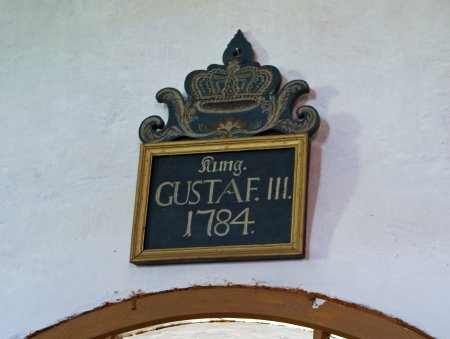 Kung.
GUSTAF. III.
1784.